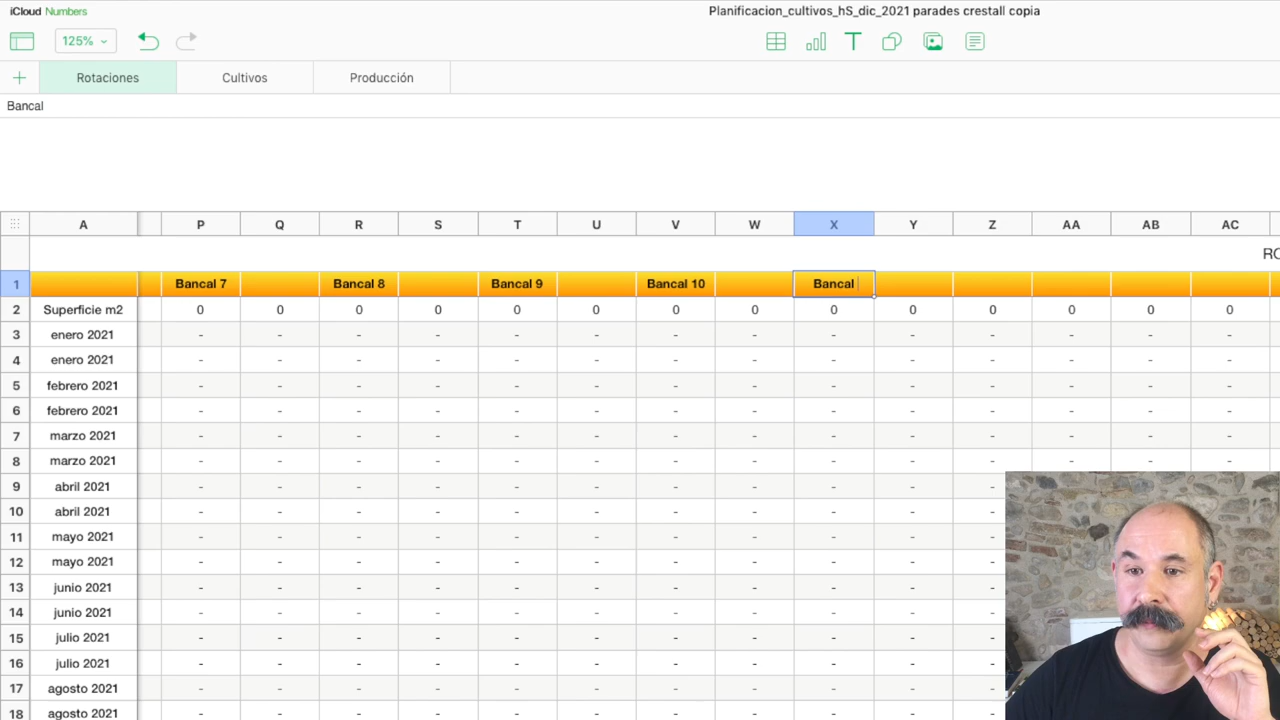 iCloud Numbers
Planificacion_cultivos_hS_dic_2021 parades crestall copia
125%
Rotaciones Cultivos Producción
Bancal
A P Q R S T U V W X Y Z AA AB AC
RO
1 Bancal 7 Bancal 8 Bancal 9 Bancal 10 Bancal
2 Superficie m2 0 0 0 0 0 0 0 0 0 0 0 0 0 0
3 enero 2021 - - - - - - - - - - - - - -
4 enero 2021 - - - - - - - - - - - - - -
5 febrero 2021 - - - - - - - - - - - - - -
6 febrero 2021 - - - - - - - - - - - - - -
7 marzo 2021 - - - - - - - - - - - - - -
8 marzo 2021 - - - - - - - - - - - - - -
9 abril 2021 - - - - - - - - - - -
10 abril 2021 - - - - - - - - - - -
11 mayo 2021 - - - - - - - - - - -
12 mayo 2021 - - - - - - - - - - -
13 junio 2021 - - - - - - - - - - -
14 junio 2021 - - - - - - - - - - -
15 julio 2021 - - - - - - - - - - -
16 julio 2021 - - - - - - - - - - -
17 agosto 2021 - - - - - - - - - - -
18 agosto 2021 - - - - - - - - - - -